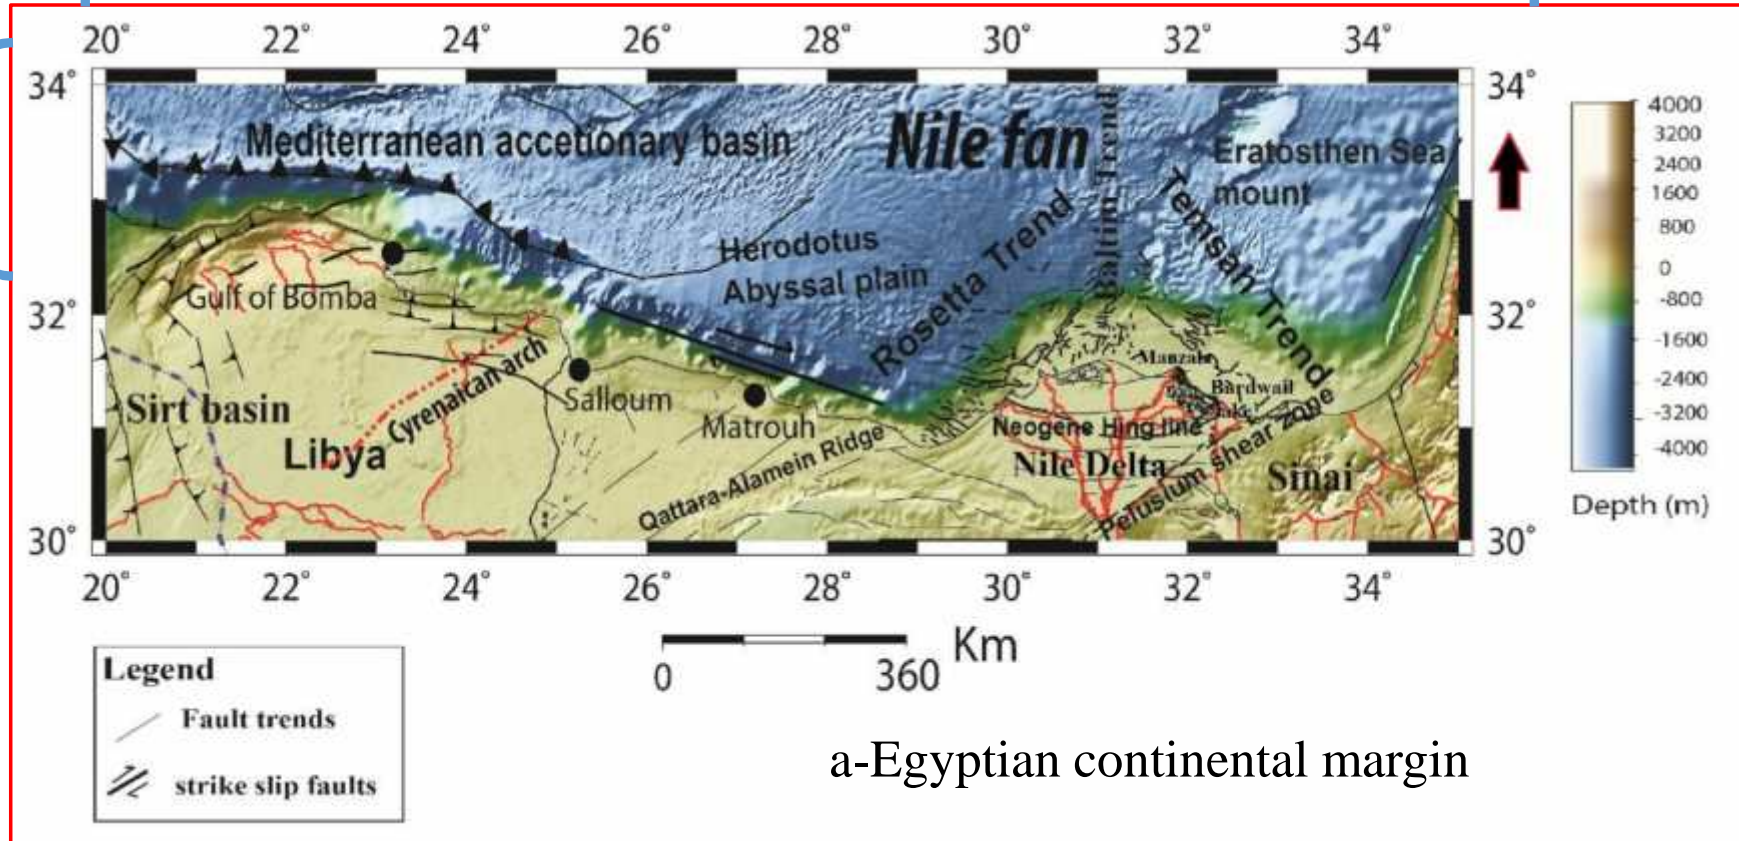 20° 22° 24° 26° 28° 30° 32° 34°
34° 34°
Mediterranean accetionary basin
Nile fan
Baltim Trend
Eratosthen Sea
mount
Temsah Trend
Rosetta Trend
Herodotus
Abyssal plain
Gulf of Bomba
32° 32°
Cyrenaican arch
Salloum
Matrouh
Sirt basin
Libya
Qattara-Alamein Ridge
Manzala
Bardwail
lake
Neogene Hing line
Nile Delta
Pelusium shear zone
Sinai
30° 30°
20° 22° 24° 26° 28° 30° 32° 34°
4000
3200
2400
1600
800
0
-800
-1600
-2400
-3200
-4000
Depth (m)
0 360 Km
Legend
Fault trends
strike slip faults
a-Egyptian continental margin